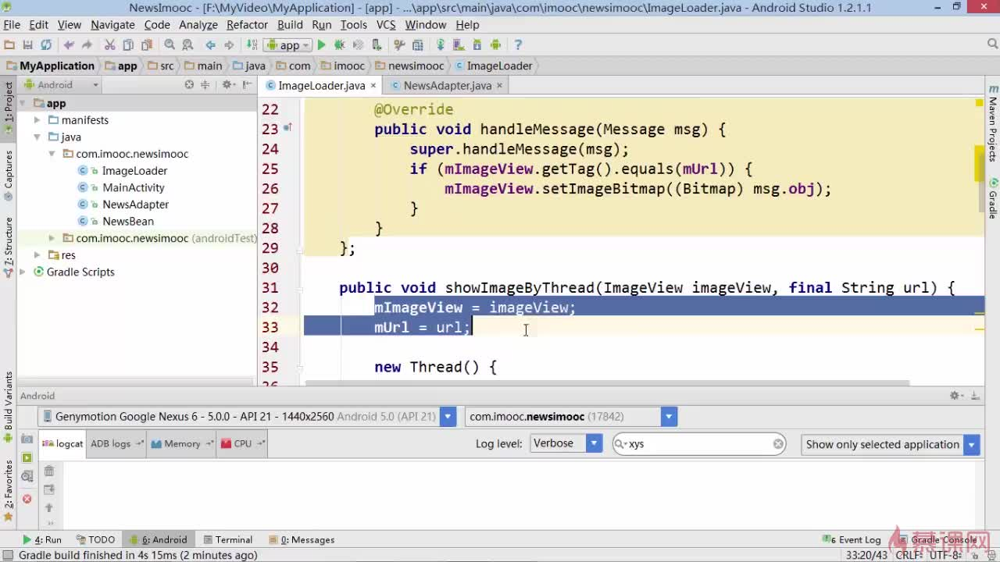 NewsImooc - [F:\MyVideo\MyApplication] - [app] - ...\app\src\main\java\com\imooc\newsimooc\ImageLoader.java - Android Studio 1.2.1.1
File Edit View Navigate Code Analyze Refactor Build Run Tools VCS Window Help
app
MyApplication app src main java com imooc newsimooc ImageLoader
Android
ImageLoader.java NewsAdapter.java
1: Project
Captures
7: Structure
Build Variants
2: Favorites
Maven Projects
Gradle
app
manifests
java
com.imooc.newsimooc
ImageLoader
MainActivity
NewsAdapter
NewsBean
com.imooc.newsimooc (androidTest)
res
Gradle Scripts
22 @Override
23 public void handleMessage(Message msg) {
24 super.handleMessage(msg);
25 if (mImageView.getTag().equals(mUrl)) {
26 mImageView.setImageBitmap((Bitmap) msg.obj);
27 }
28 }
29 };
30
31 public void showImageByThread(ImageView imageView, final String url) {
32 mImageView = imageView;
33 mUrl = url;
34
35 new Thread() {
Android
Genymotion Google Nexus 6 - 5.0.0 - API 21 - 1440x2560 Android 5.0 (API 21) com.imooc.newsimooc (17842)
logcat ADB logs Memory CPU Log level: Verbose xys Show only selected application
4: Run TODO 6: Android Terminal 0: Messages 6 Event Log Gradle Console
慕课网
Gradle build finished in 4s 15ms (2 minutes ago) 33:20/43 CRLF UTF-8